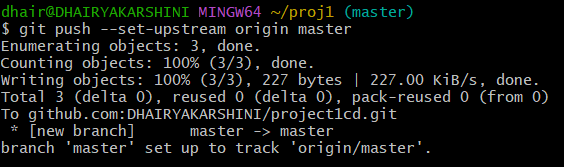 dhair@DHAIRYAKARSHINI MINGW64 ~/proj1 (master)
$ git push --set-upstream origin master
Enumerating objects: 3, done.
Counting objects: 100% (3/3), done.
Writing objects: 100% (3/3), 227 bytes | 227.00 KiB/s, done.
Total 3 (delta 0), reused 0 (delta 0), pack-reused 0 (from 0)
To github.com:DHAIRYAKARSHINI/project1cd.git
 * [new branch]      master -> master
branch 'master' set up to track 'origin/master'.